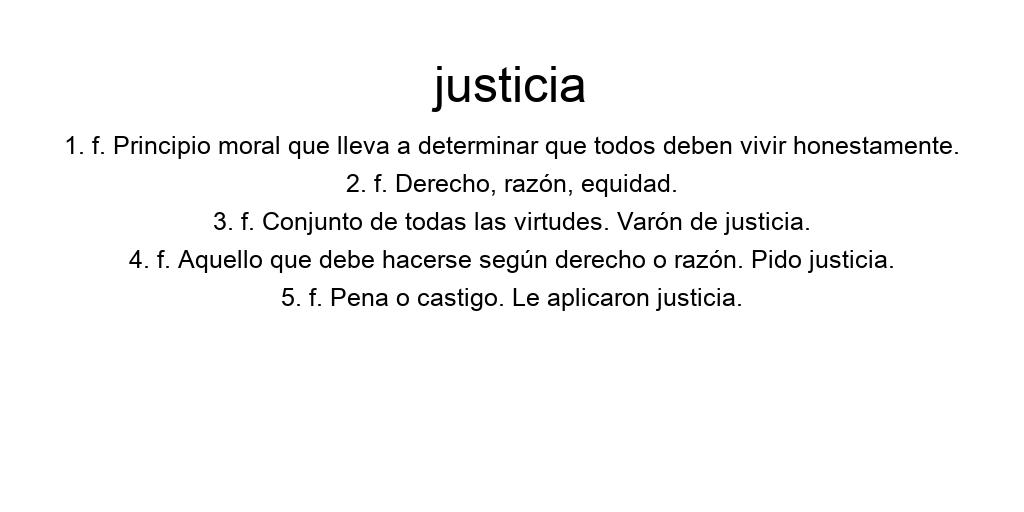 justicia
1. f. Principio moral que lleva a determinar que todos deben vivir honestamente.
2. f. Derecho, razón, equidad.
3. f. Conjunto de todas las virtudes. Varón de justicia.
4. f. Aquello que debe hacerse según derecho o razón. Pido justicia.
5. f. Pena o castigo. Le aplicaron justicia.